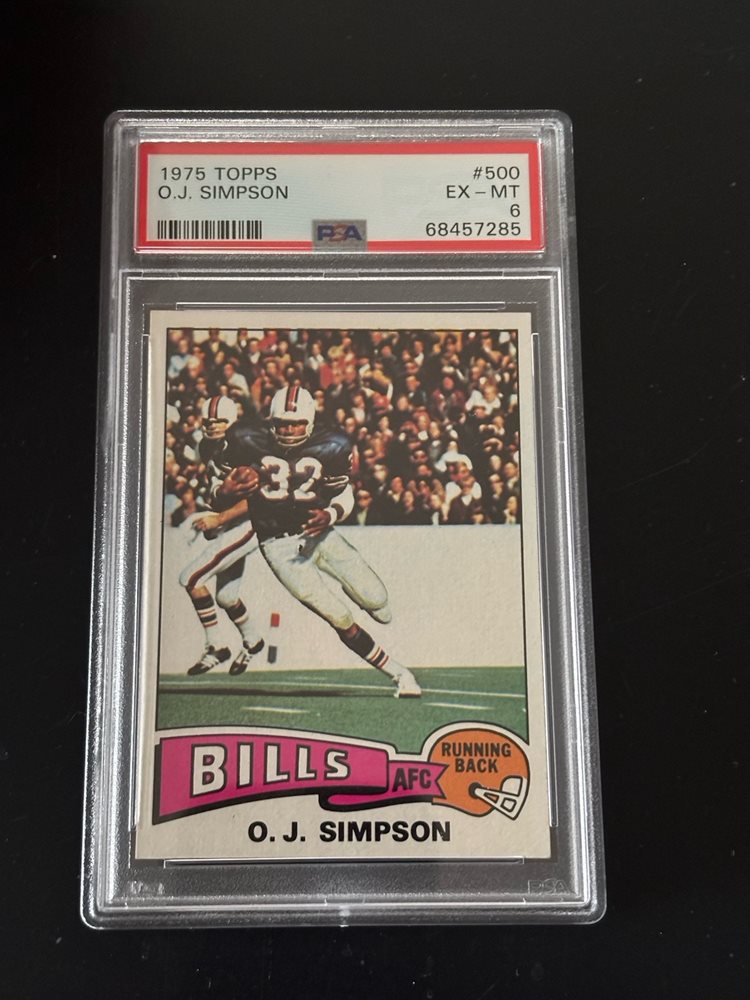 1975 TOPPS #500
O.J. SIMPSON EX - MT
6
PSA 68457285
32
BILLS AFC RUNNING BACK
O. J. SIMPSON